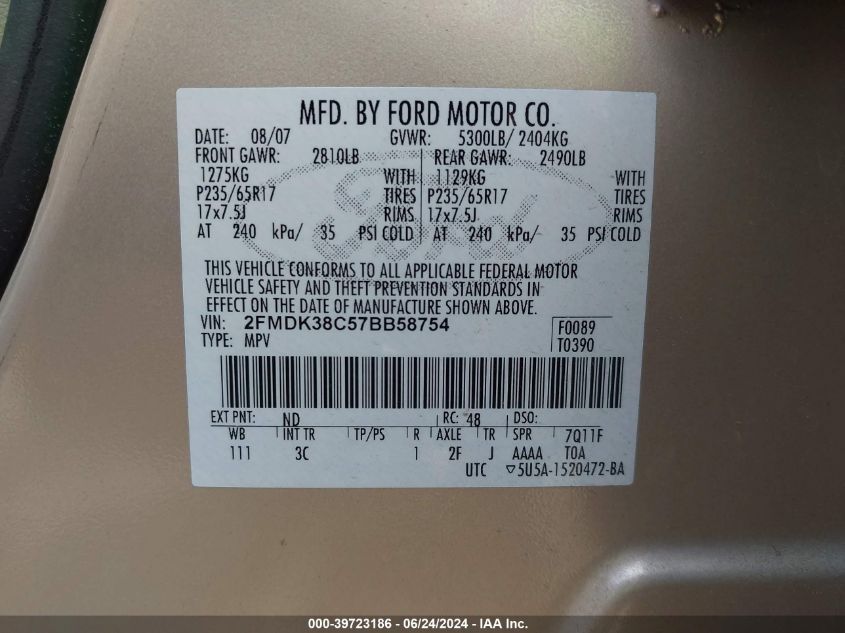 MFD. BY FORD MOTOR CO.
DATE: 08/07 GVWR: 5300LB/ 2404KG
FRONT GAWR: 2810LB REAR GAWR: 2490LB
1275KG WITH 1129KG WITH
P235/65R17 TIRES P235/65R17 TIRES
17x7.5J RIMS 17x7.5J RIMS
AT 240 kPa/ 35 PSI COLD AT 240 kPa/ 35 PSI COLD
Ford
THIS VEHICLE CONFORMS TO ALL APPLICABLE FEDERAL MOTOR
VEHICLE SAFETY AND THEFT PREVENTION STANDARDS IN
EFFECT ON THE DATE OF MANUFACTURE SHOWN ABOVE.
VIN: 2FMDK38C57BB58754 F0089
TYPE: MPV T0390
EXT PNT: ND RC: 48 DSO:
WB INT TR TP/PS R AXLE TR SPR 7Q11F
111 3C 1 2F J AAAA TOA
UTC ▽5U5A-1520472-BA
000-39723186 - 06/24/2024 - IAA Inc.